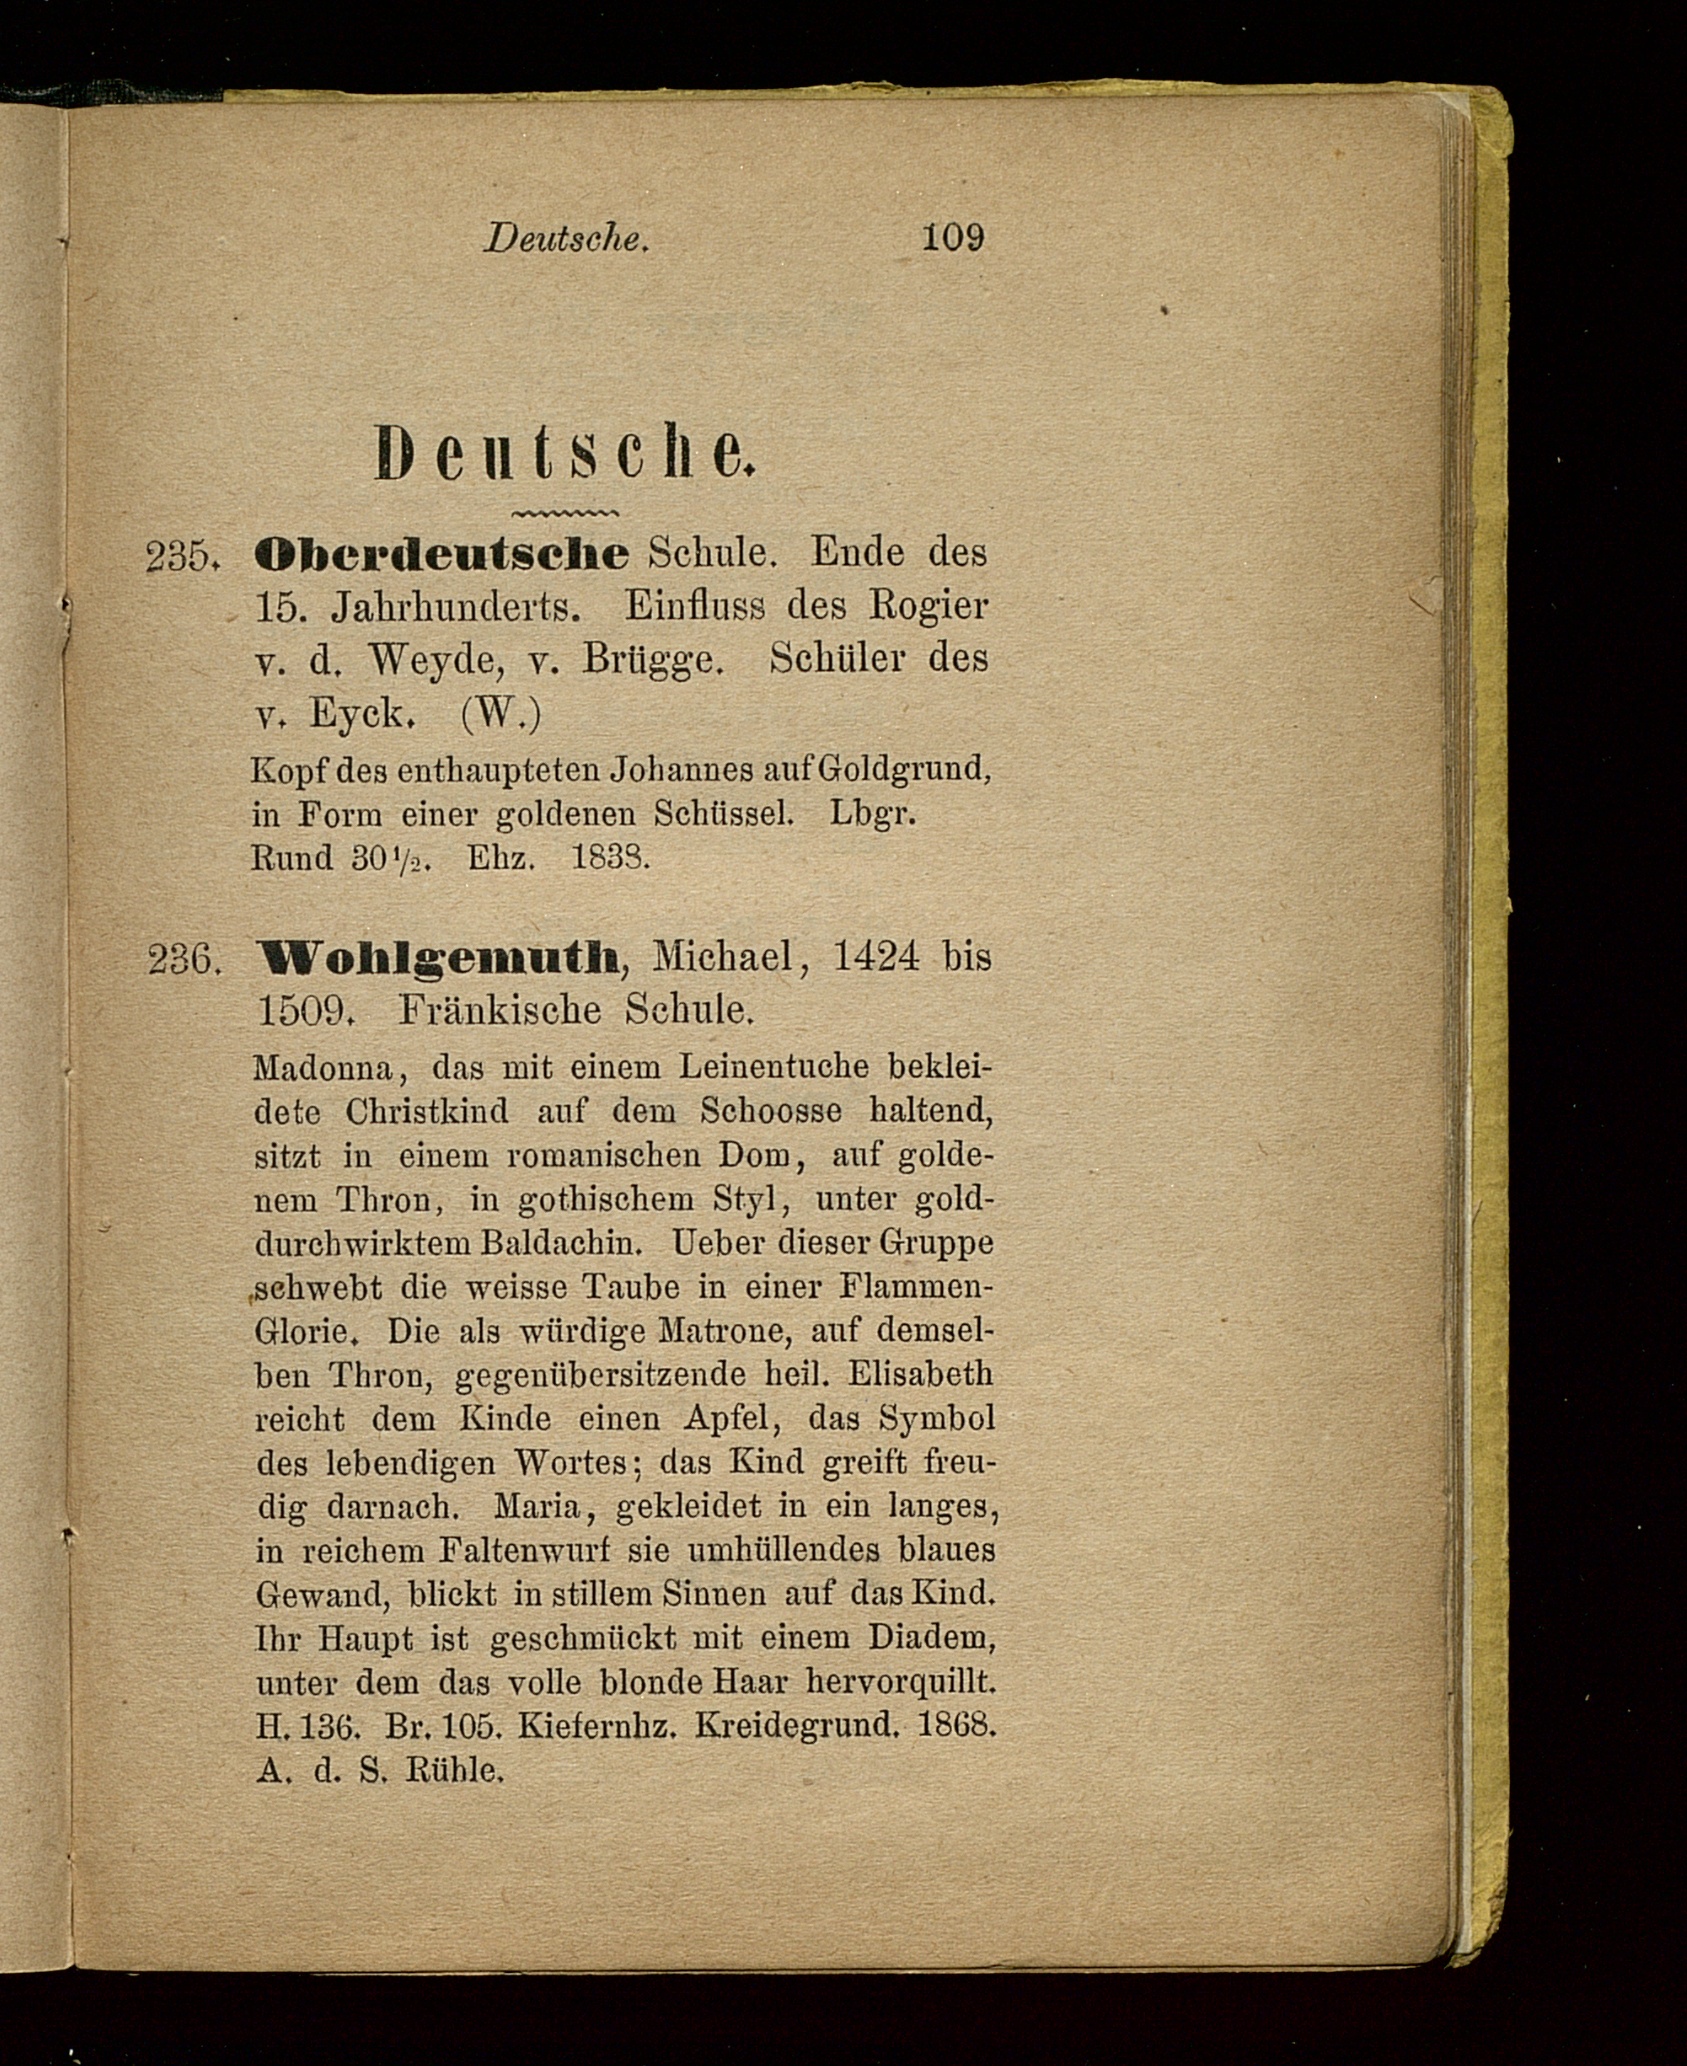 Deutsche. 109
Deutsche.
235. Oberdeutsche Schule. Ende des
15. Jahrhunderts. Einfluss des Rogier
v. d. Weyde, v. Brügge. Schüler des
v. Eyck. (W.)
Kopf des enthaupteten Johannes auf Goldgrund,
in Form einer goldenen Schüssel. Lbgr.
Rund 30½. Ehz. 1838.
236. Wohlgemuth, Michael, 1424 bis
1509. Fränkische Schule.
Madonna, das mit einem Leinentuche beklei-
dete Christkind auf dem Schoosse haltend,
sitzt in einem romanischen Dom, auf golde-
nem Thron, in gothischem Styl, unter gold-
durchwirktem Baldachin. Ueber dieser Gruppe
schwebt die weisse Taube in einer Flammen-
Glorie. Die als würdige Matrone, auf demsel-
ben Thron, gegenübersitzende heil. Elisabeth
reicht dem Kinde einen Apfel, das Symbol
des lebendigen Wortes; das Kind greift freu-
dig darnach. Maria, gekleidet in ein langes,
in reichem Faltenwurf sie umhüllendes blaues
Gewand, blickt in stillem Sinnen auf das Kind.
Ihr Haupt ist geschmückt mit einem Diadem,
unter dem das volle blonde Haar hervorquillt.
H. 136. Br. 105. Kiefernhz. Kreidegrund. 1868.
A. d. S. Rühle.